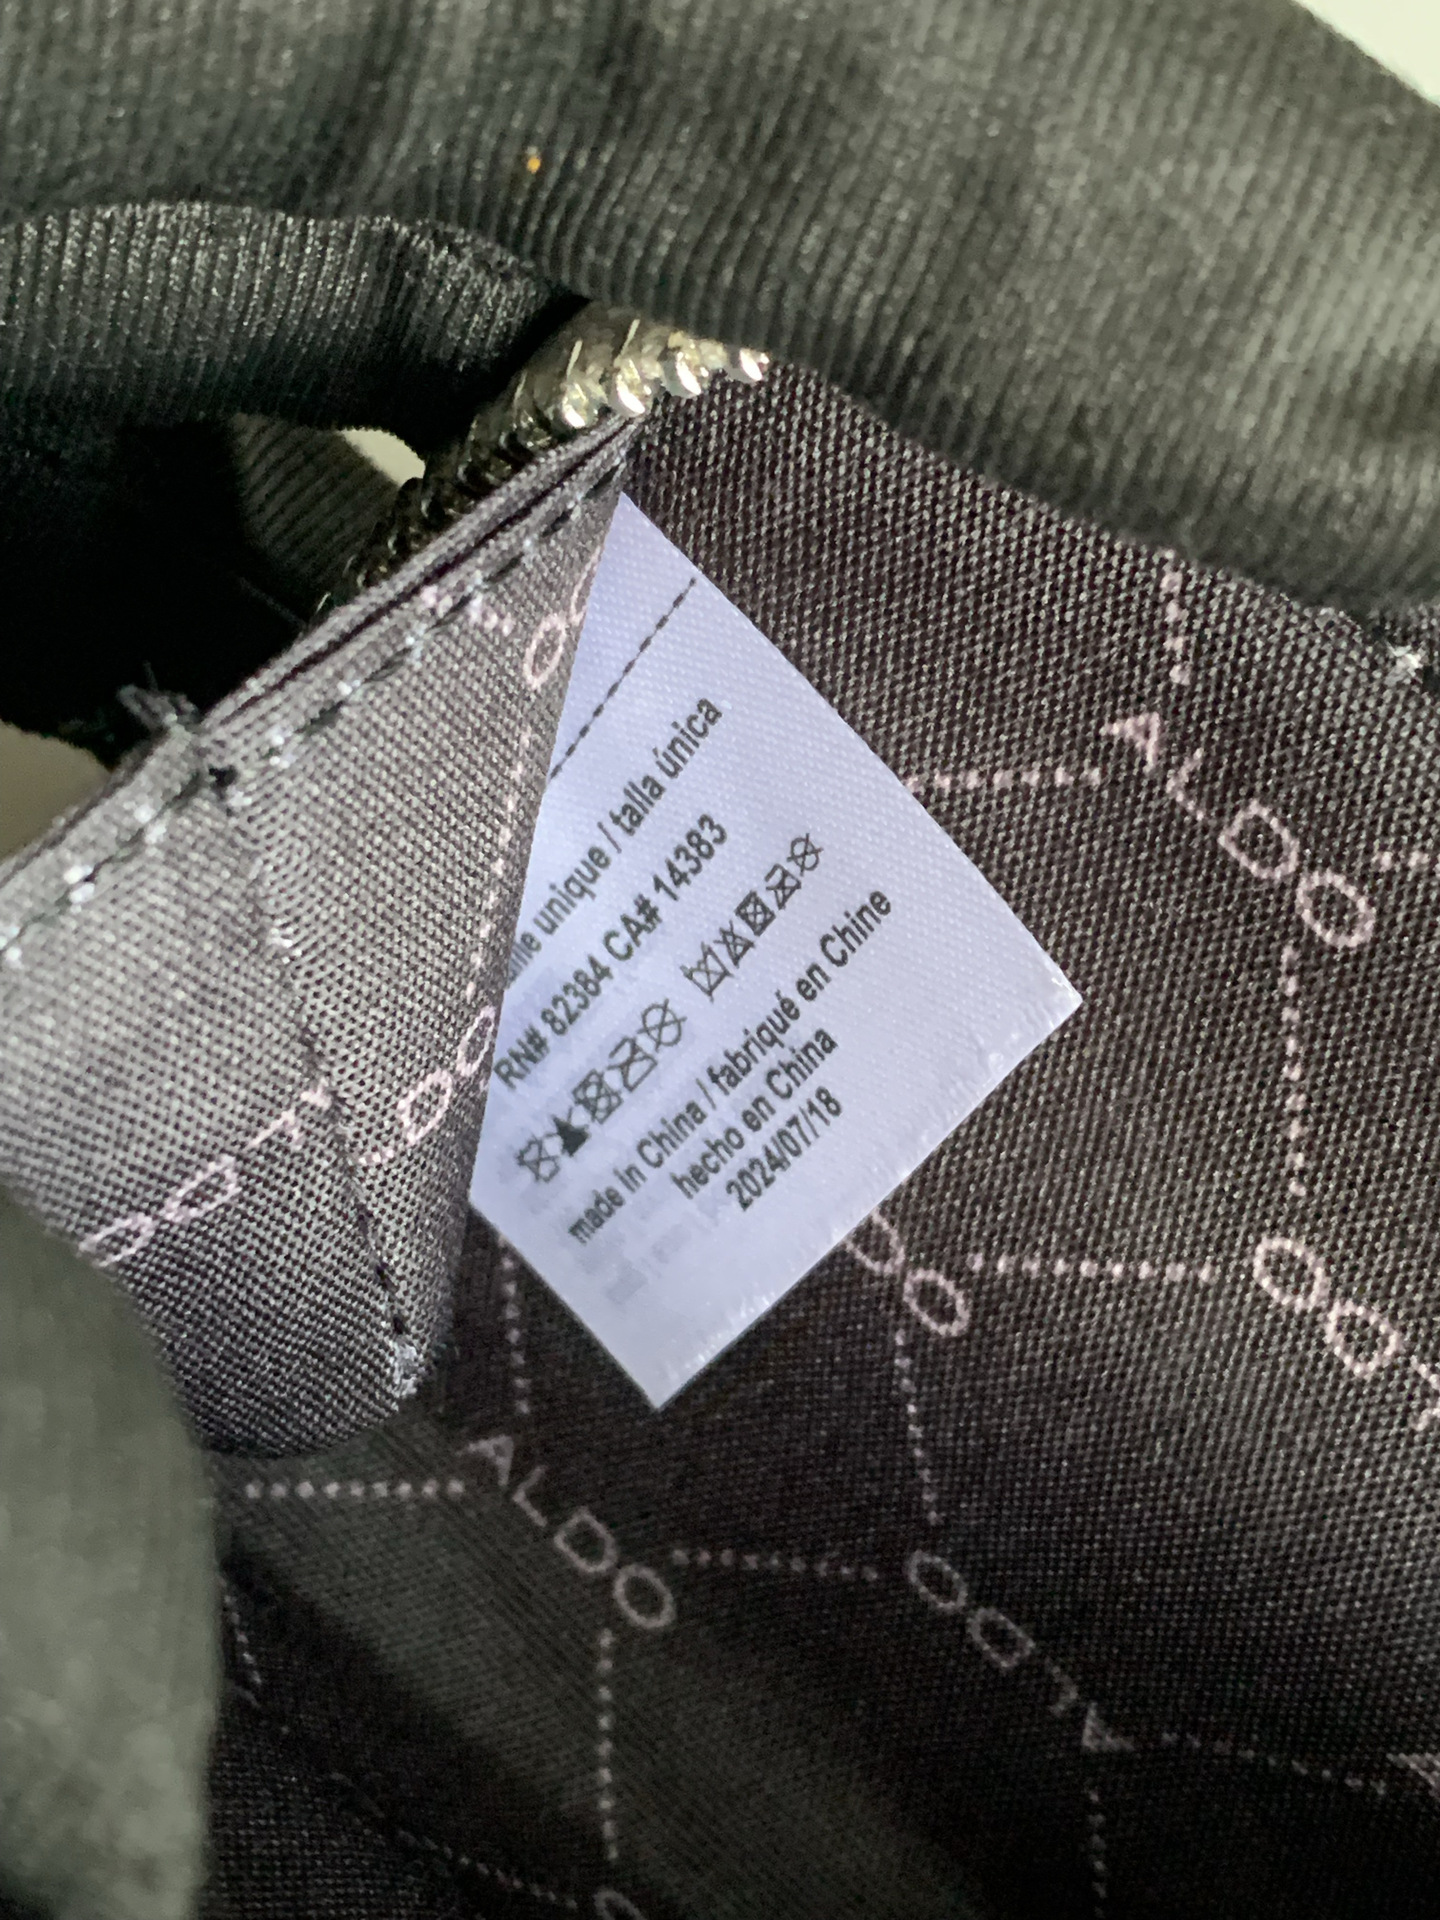 unique / talla única
RN# 82384 CA# 14383
made in China / fabriqué en Chine
hecho en China
2024/07/18
ALDO
ALDO
ALDO
ALDO